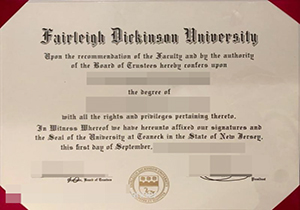 Fairleigh Dickinson University
Upon the recommendation of the Faculty and by the authority
of the Board of Trustees hereby confers upon
the degree of
with all the rights and privileges pertaining thereto.
In Witness Whereof we have hereunto affixed our signatures and
the Seal of the University at Teaneck in the State of New Jersey,
this first day of September.
Board of Trustees
President